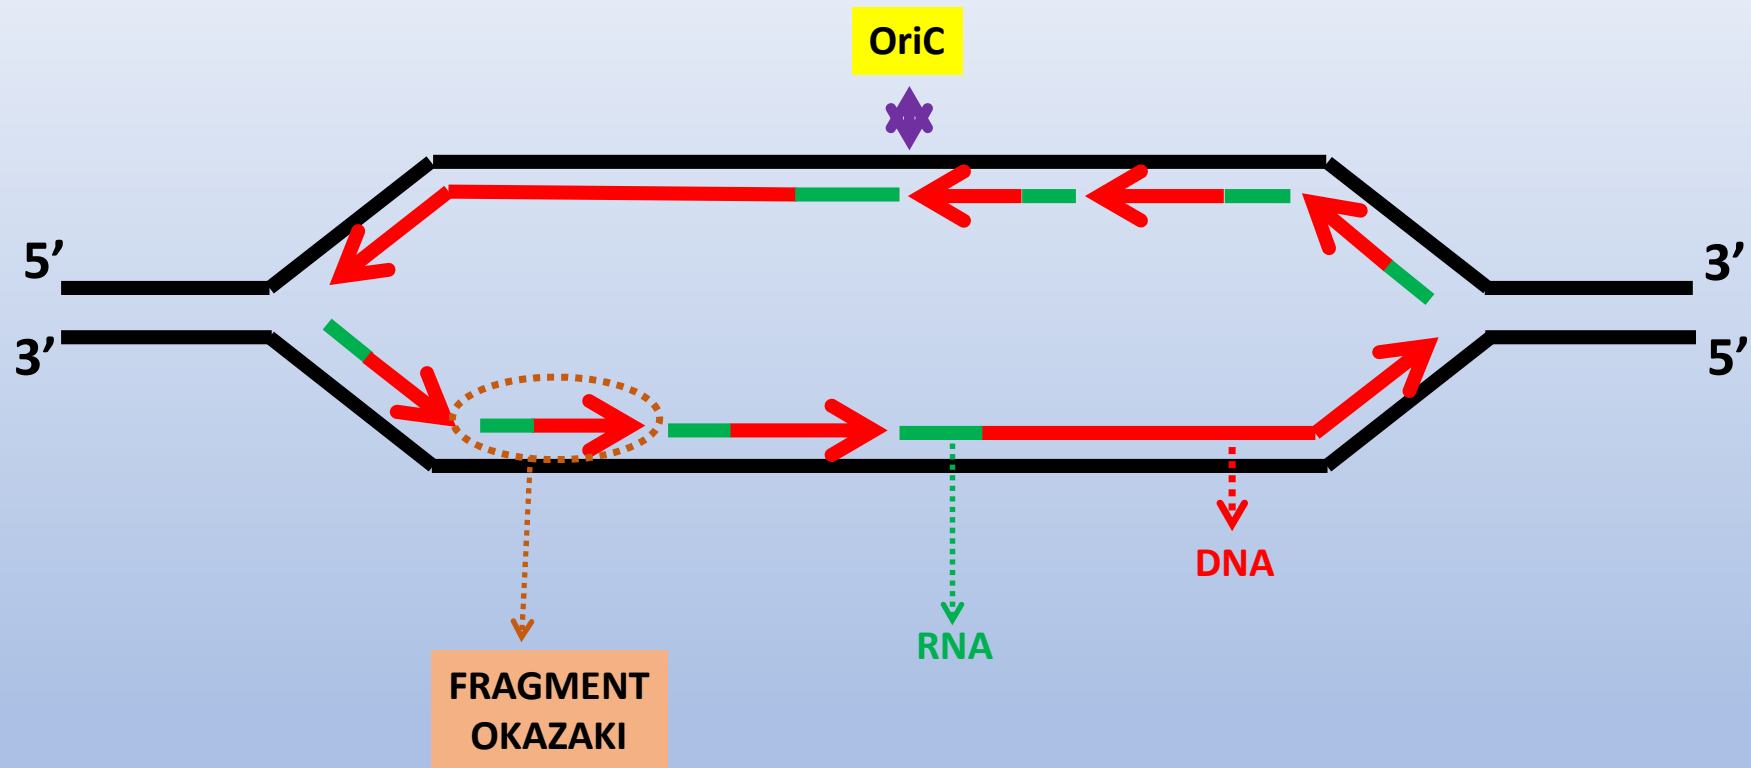 OriC
5’
3’
3’
5’
DNA
RNA
FRAGMENT
OKAZAKI